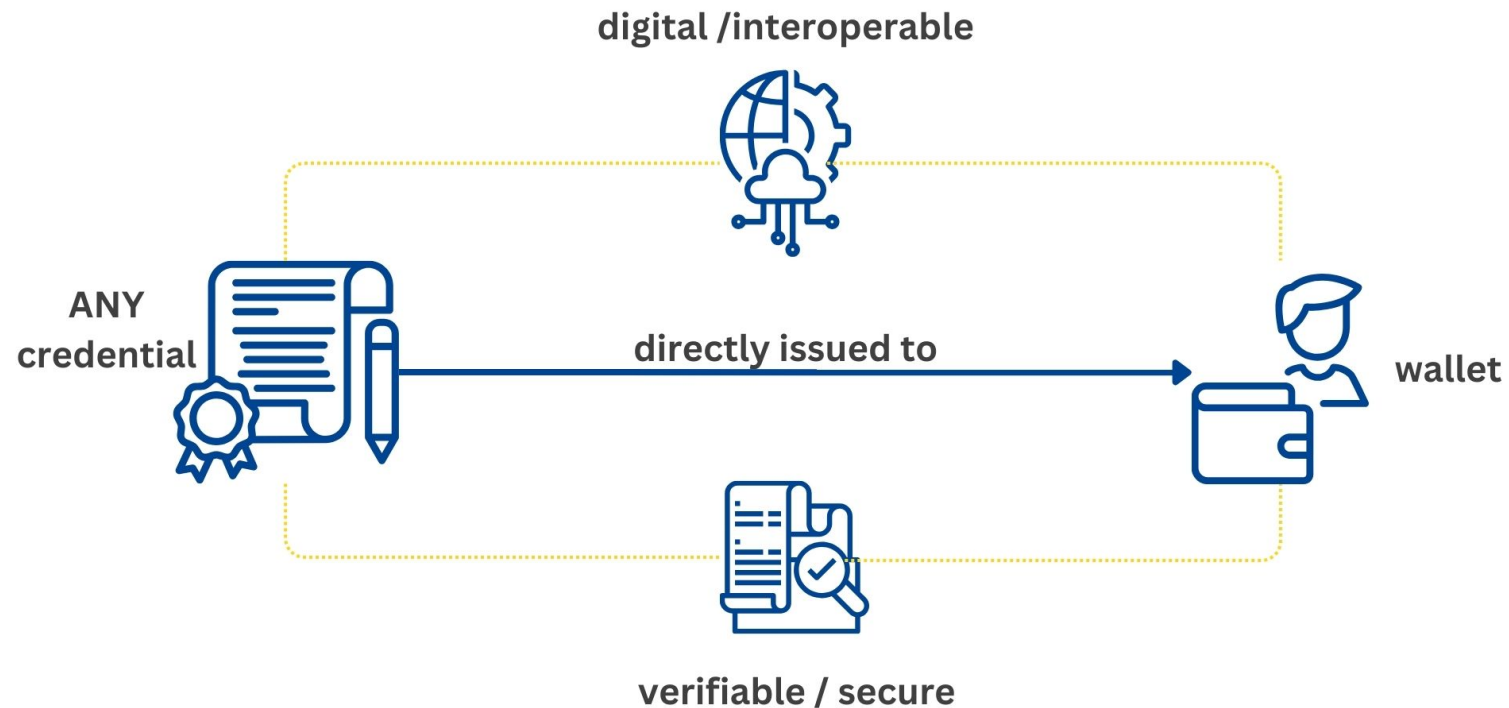 digital /interoperable
ANY
credential
directly issued to
wallet
verifiable / secure